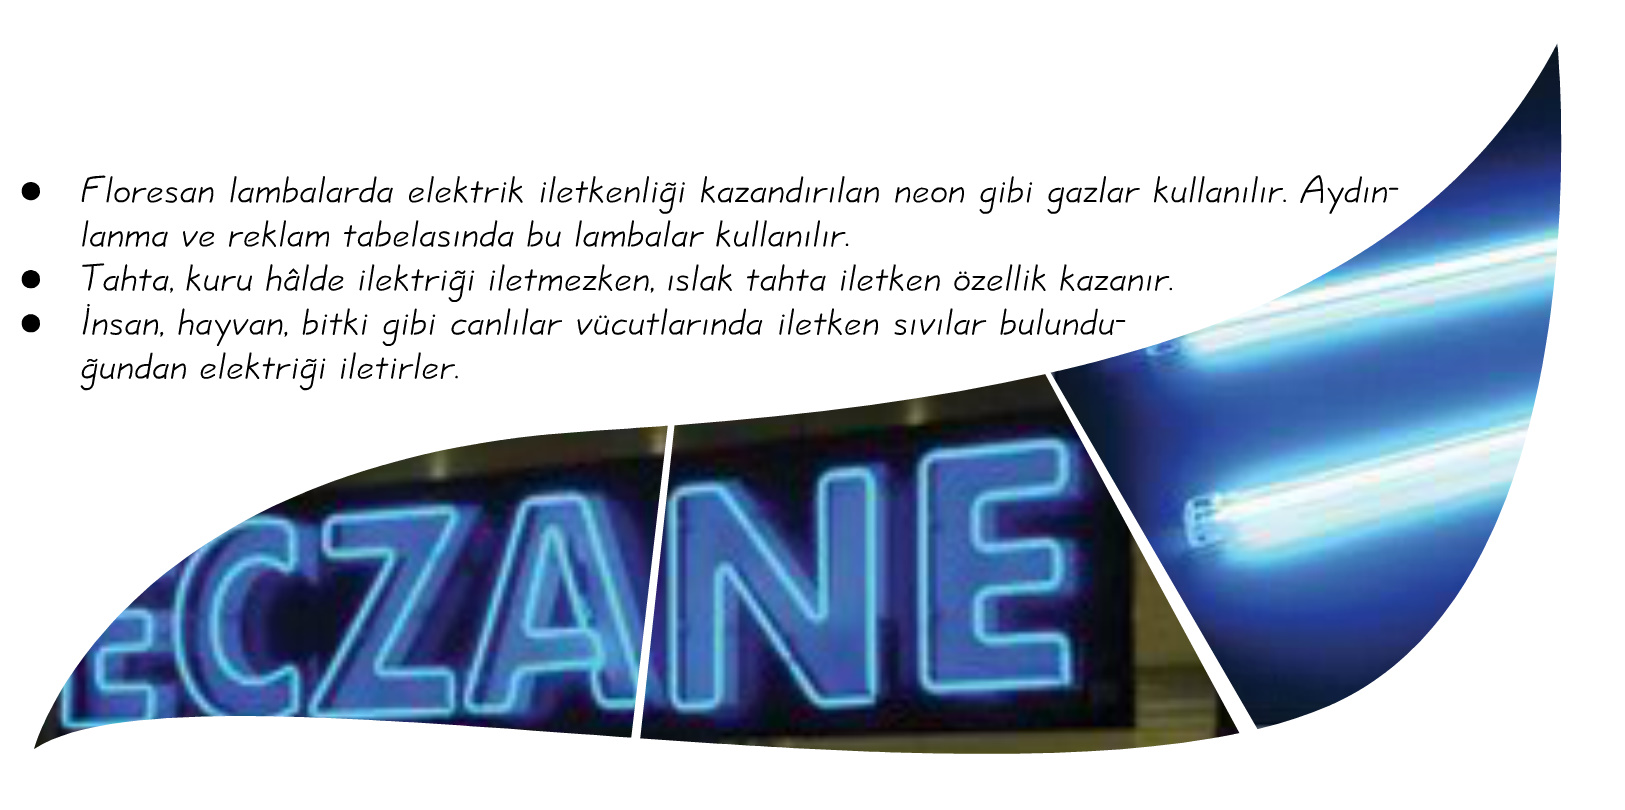 ● Floresan lambalarda elektrik iletkenliği kazandırılan neon gibi gazlar kullanılır. Aydın-
lanma ve reklam tabelasında bu lambalar kullanılır.
● Tahta, kuru hâlde ilektriği iletmezken, ıslak tahta iletken özellik kazanır.
● İnsan, hayvan, bitki gibi canlılar vücutlarında iletken sıvılar bulundu-
ğundan elektriği iletirler.
ECZANE